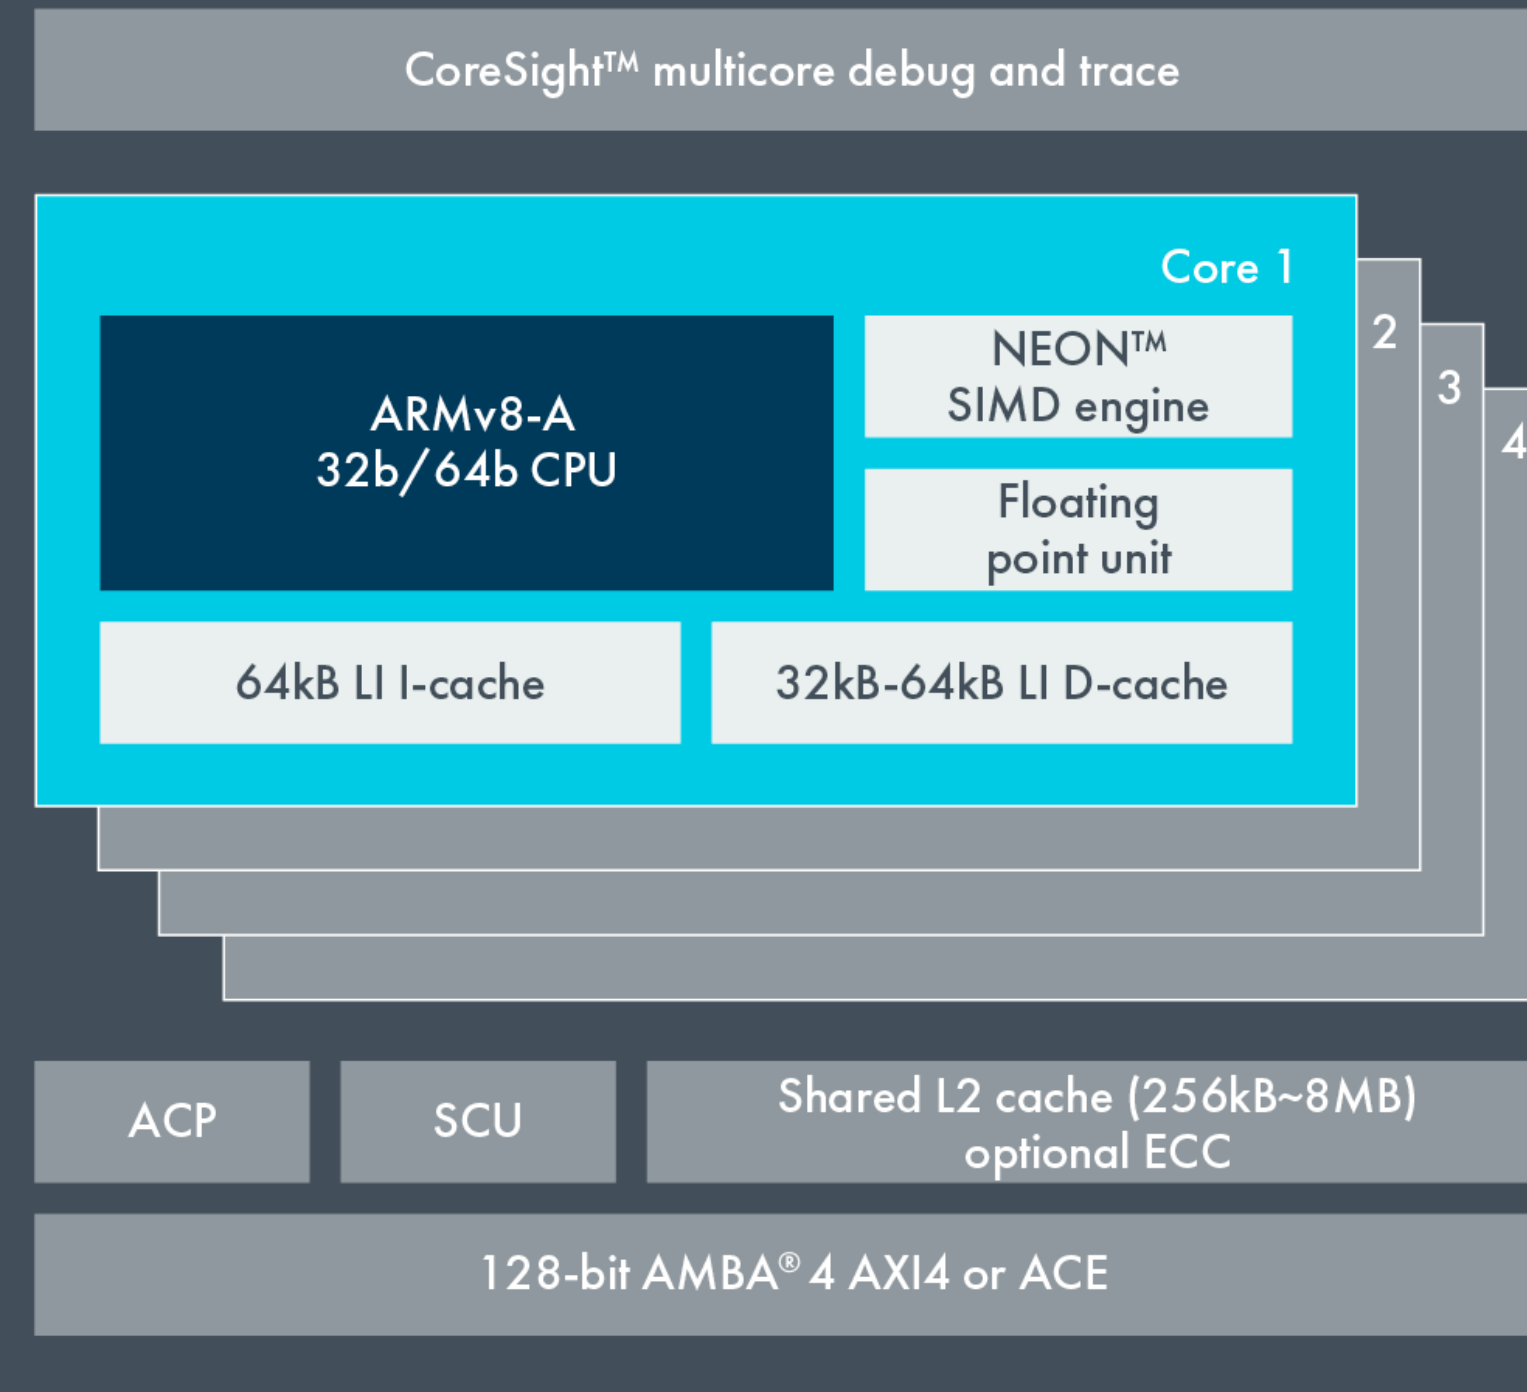 CoreSight™ multicore debug and trace
Core 1
2
3
4
ARMv8-A
32b/64b CPU
NEON™
SIMD engine
Floating
point unit
64kB LI I-cache
32kB-64kB LI D-cache
ACP
SCU
Shared L2 cache (256kB~8MB)
optional ECC
128-bit AMBA® 4 AXI4 or ACE